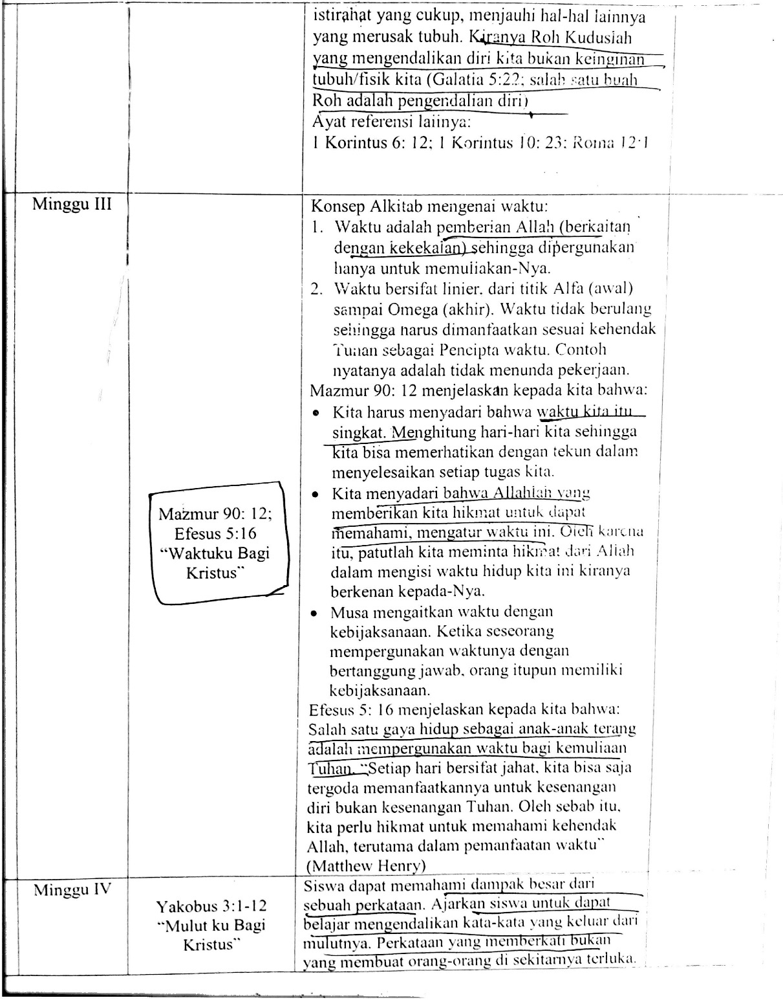 istirahat yang cukup, menjauhi hal-hal lainnya
yang merusak tubuh. Kiranya Roh Kuduslah
yang mengendalikan diri kita bukan keinginan
tubuh/fisik kita (Galatia 5:22; salah satu buah
Roh adalah pengendalian diri)
Ayat referensi laiinya:
1 Korintus 6: 12; 1 Korintus 10: 23; Roma 12:1
Minggu III
Mazmur 90: 12;
Efesus 5:16
“Waktuku Bagi
Kristus”
Konsep Alkitab mengenai waktu:
1. Waktu adalah pemberian Allah (berkaitan
dengan kekekalan) sehingga dipergunakan
hanya untuk memuliakan-Nya.
2. Waktu bersifat linier, dari titik Alfa (awal)
sampai Omega (akhir). Waktu tidak berulang
sehingga harus dimanfaatkan sesuai kehendak
Tuhan sebagai Pencipta waktu. Contoh
nyatanya adalah tidak menunda pekerjaan.
Mazmur 90: 12 menjelaskan kepada kita bahwa:
• Kita harus menyadari bahwa waktu kita itu
singkat. Menghitung hari-hari kita sehingga
kita bisa memerhatikan dengan tekun dalam
menyelesaikan setiap tugas kita.
• Kita menyadari bahwa Allahlah yang
memberikan kita hikmat untuk dapat
memahami, mengatur waktu ini. Oleh karena
itu, patutlah kita meminta hikmat dari Allah
dalam mengisi waktu hidup kita ini kiranya
berkenan kepada-Nya.
• Musa mengaitkan waktu dengan
kebijaksanaan. Ketika seseorang
mempergunakan waktunya dengan
bertanggung jawab, orang itupun memiliki
kebijaksanaan.
Efesus 5: 16 menjelaskan kepada kita bahwa:
Salah satu gaya hidup sebagai anak-anak terang
adalah mempergunakan waktu bagi kemuliaan
Tuhan. “Setiap hari bersifat jahat, kita bisa saja
tergoda memanfaatkannya untuk kesenangan
diri bukan kesenangan Tuhan. Oleh sebab itu,
kita perlu hikmat untuk memahami kehendak
Allah, terutama dalam pemanfaatan waktu”
(Matthew Henry)
Minggu IV
Yakobus 3:1-12
“Mulut ku Bagi
Kristus”
Siswa dapat memahami dampak besar dari
sebuah perkataan. Ajarkan siswa untuk dapat
belajar mengendalikan kata-kata yang keluar dari
mulutnya. Perkataan yang memberkati bukan
yang membuat orang-orang di sekitarnya terluka.